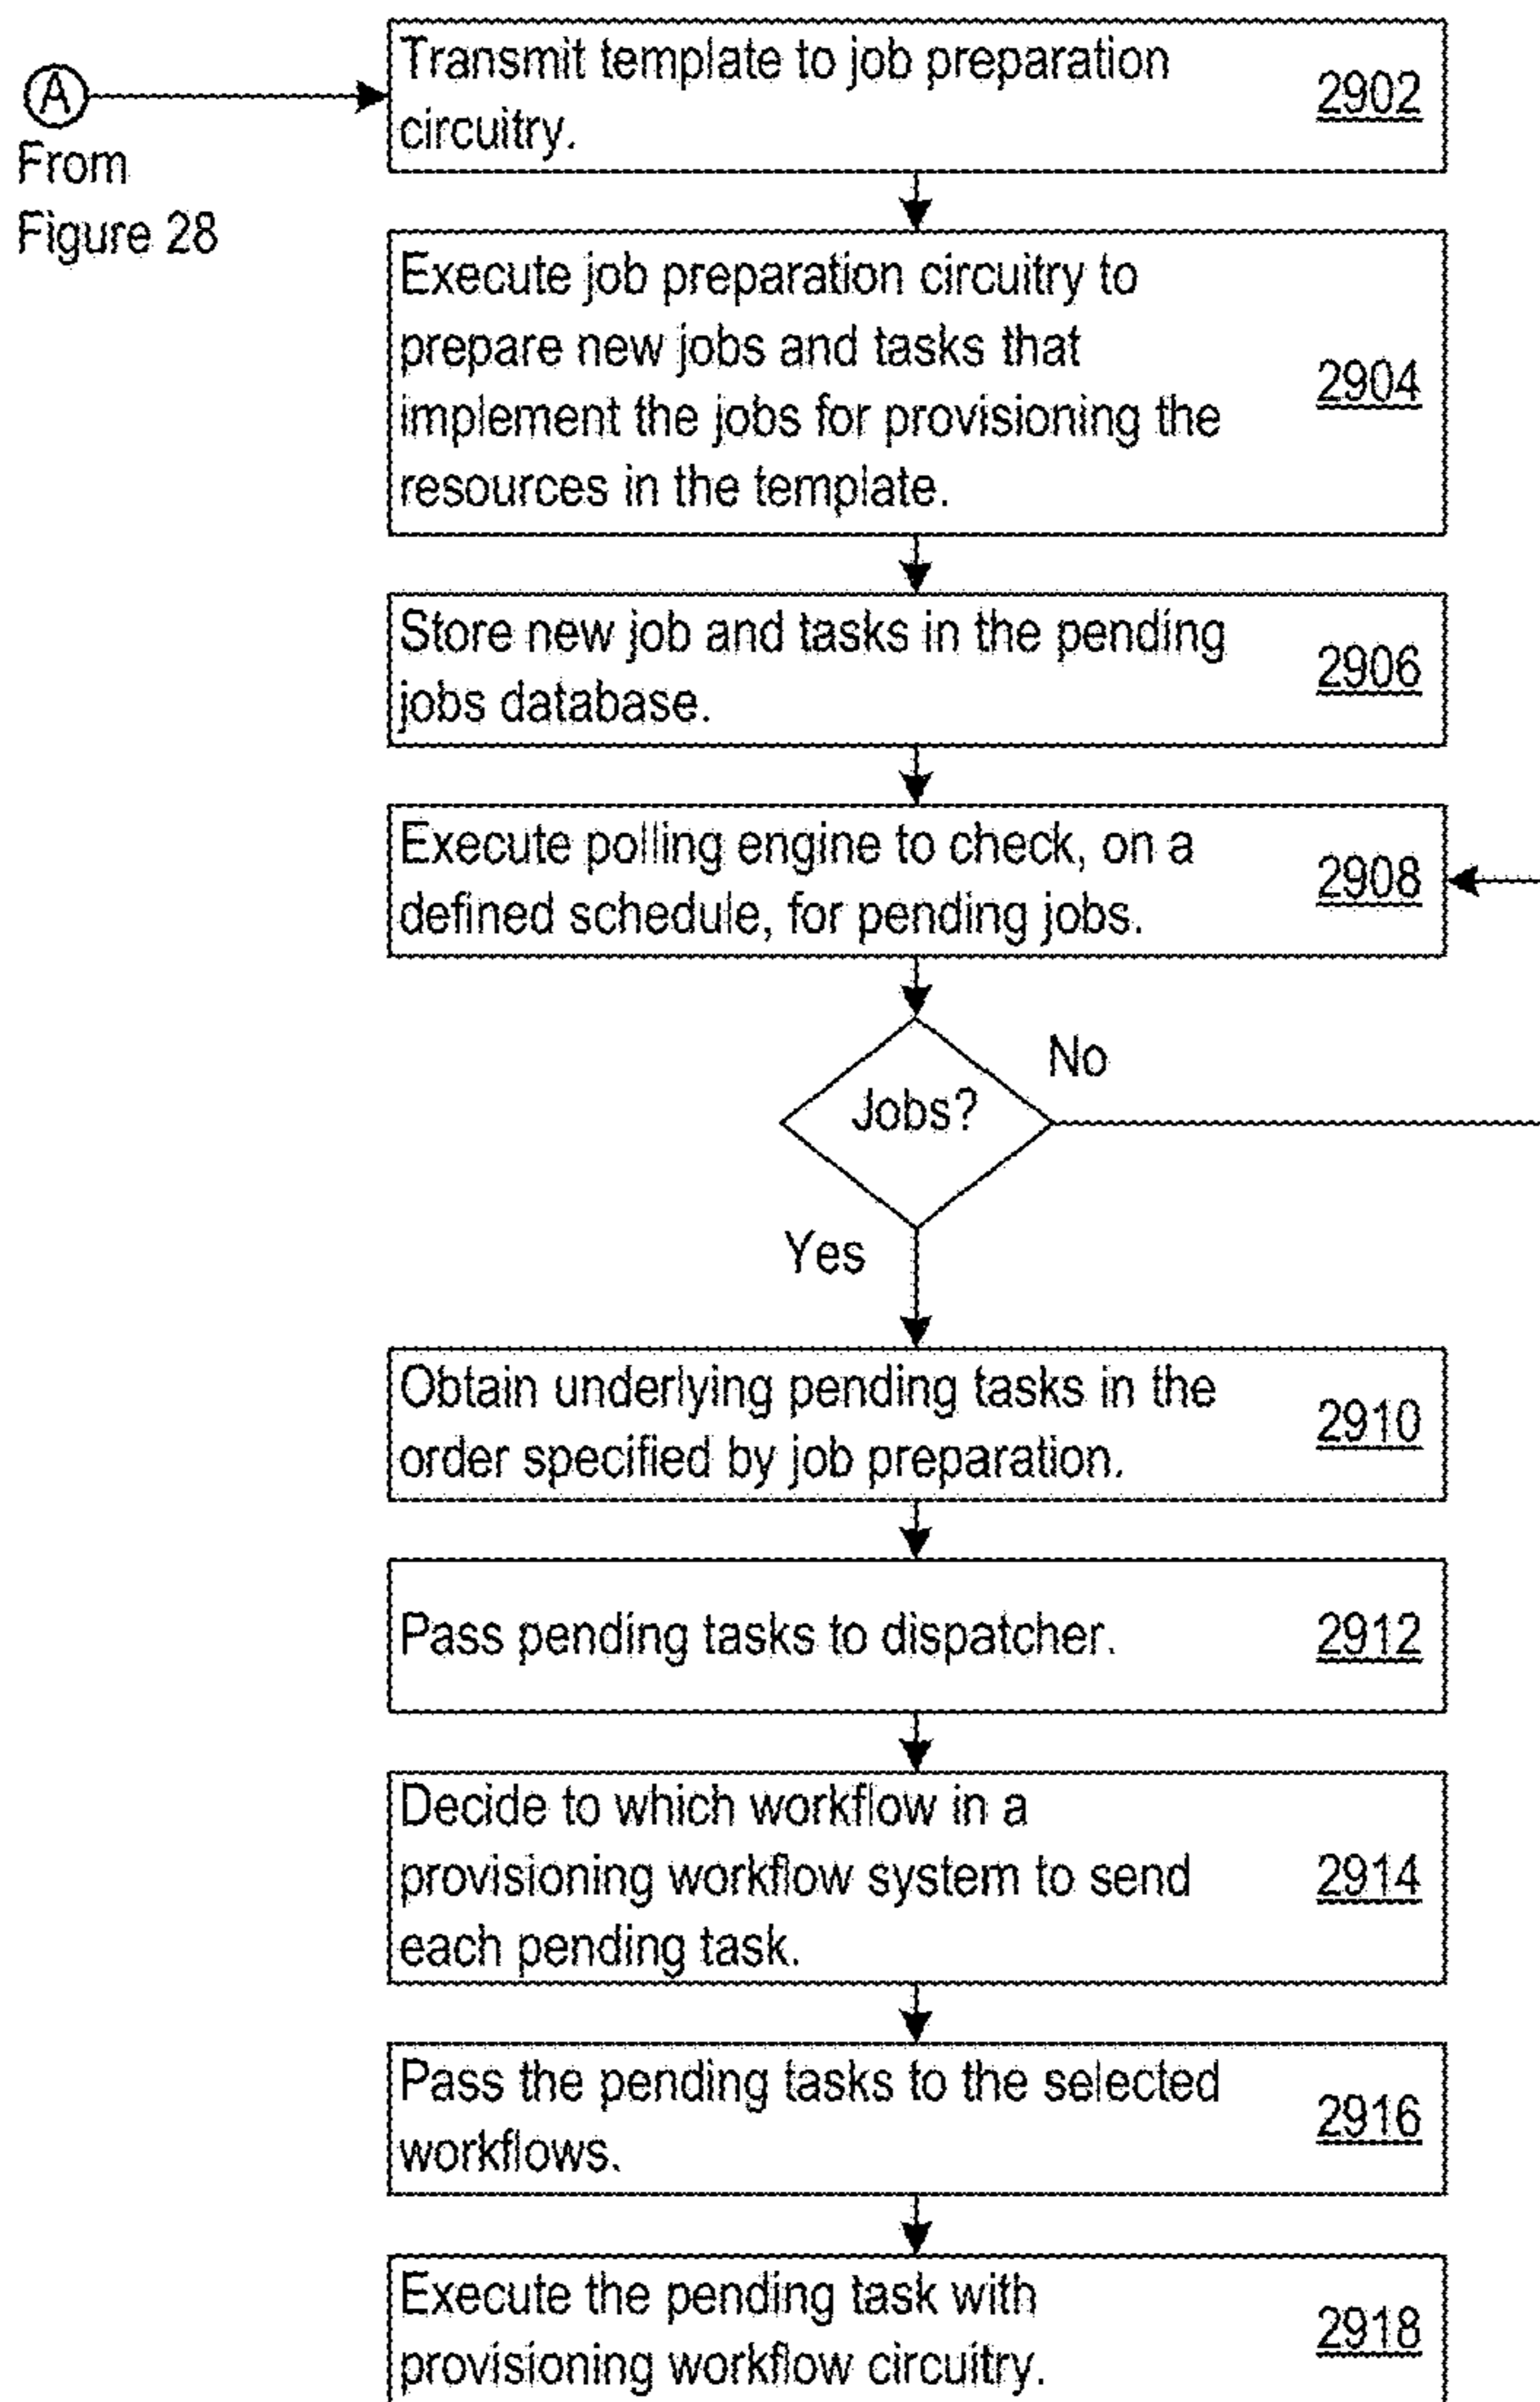 Transmit template to job preparation
circuitry.
2902
A
From
Figure 28
Execute job preparation circuitry to
prepare new jobs and tasks that
implement the jobs for provisioning the
resources in the template.
2904
Store new job and tasks in the pending
jobs database.
2906
Execute polling engine to check, on a
defined schedule, for pending jobs.
2908
No
Jobs?
Yes
Obtain underlying pending tasks in the
order specified by job preparation.
2910
Pass pending tasks to dispatcher.
2912
Decide to which workflow in a
provisioning workflow system to send
each pending task.
2914
Pass the pending tasks to the selected
workflows.
2916
Execute the pending task with
provisioning workflow circuitry.
2918